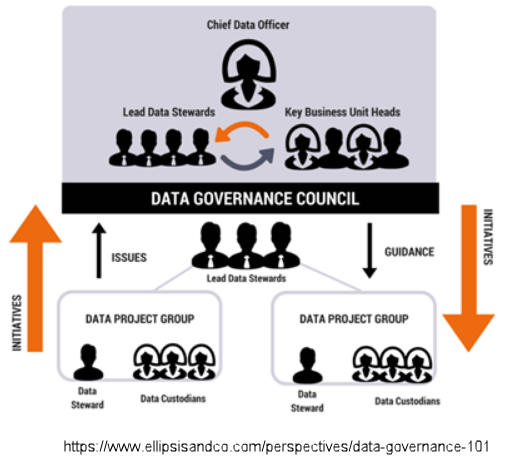 Chief Data Officer
Lead Data Stewards
Key Business Unit Heads
DATA GOVERNANCE COUNCIL
INITIATIVES
ISSUES
Lead Data Stewards
GUIDANCE
INITIATIVES
DATA PROJECT GROUP
DATA PROJECT GROUP
Data
Steward
Data Custodians
Data
Steward
Data Custodians
https://www.ellipsisandco.com/perspectives/data-governance-101